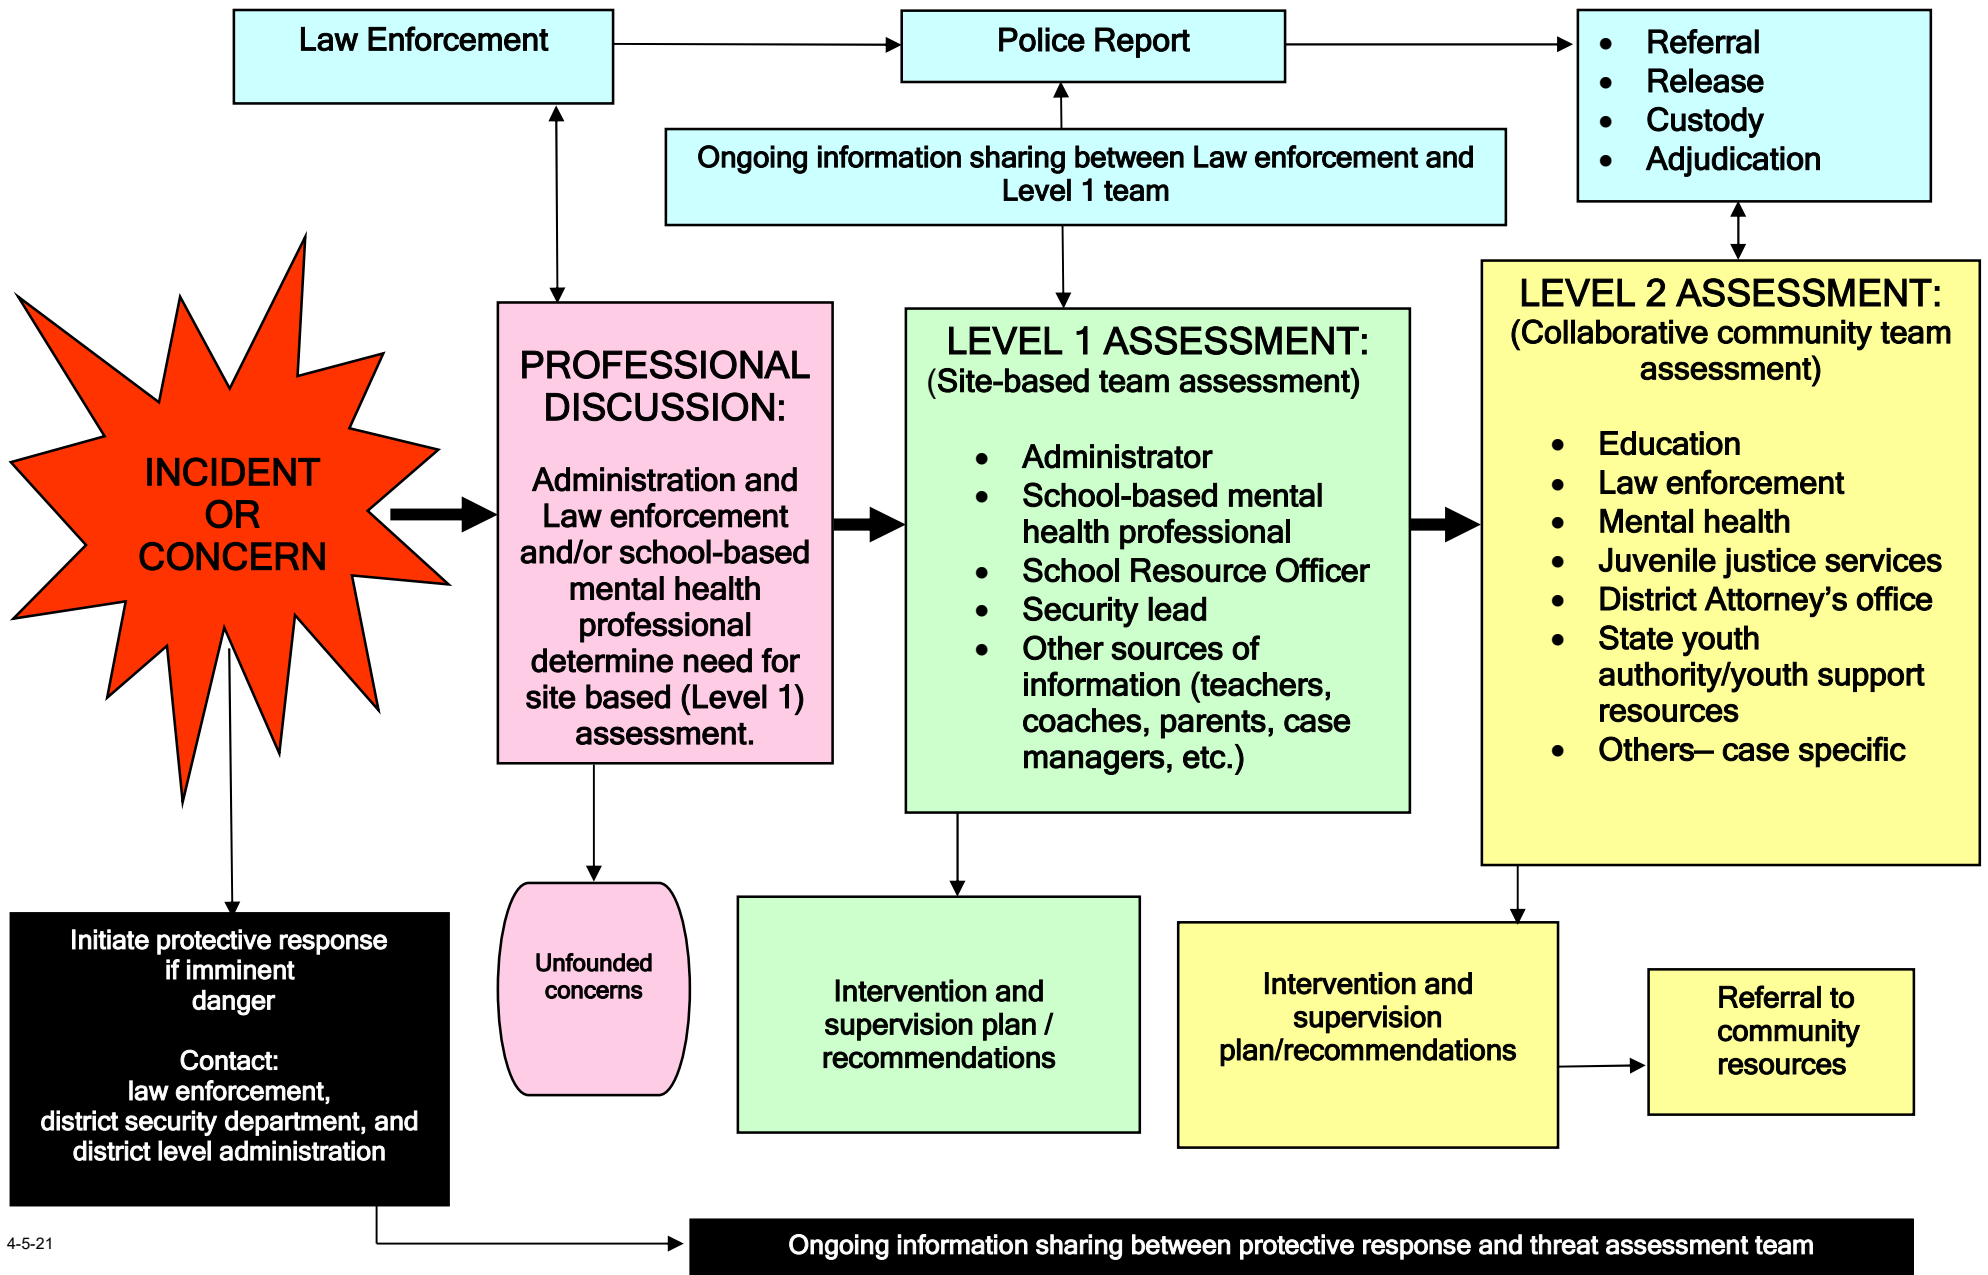 Law Enforcement
Police Report
• Referral
• Release
• Custody
• Adjudication
Ongoing information sharing between Law enforcement and
Level 1 team
INCIDENT
OR
CONCERN
PROFESSIONAL
DISCUSSION:
Administration and
Law enforcement
and/or school-based
mental health
professional
determine need for
site based (Level 1)
assessment.
LEVEL 1 ASSESSMENT:
(Site-based team assessment)
• Administrator
• School-based mental
health professional
• School Resource Officer
• Security lead
• Other sources of
information (teachers,
coaches, parents, case
managers, etc.)
LEVEL 2 ASSESSMENT:
(Collaborative community team
assessment)
• Education
• Law enforcement
• Mental health
• Juvenile justice services
• District Attorney’s office
• State youth
authority/youth support
resources
• Others– case specific
Initiate protective response
if imminent
danger
Contact:
law enforcement,
district security department, and
district level administration
Unfounded
concerns
Intervention and
supervision plan /
recommendations
Intervention and
supervision
plan/recommendations
Referral to
community
resources
4-5-21
Ongoing information sharing between protective response and threat assessment team